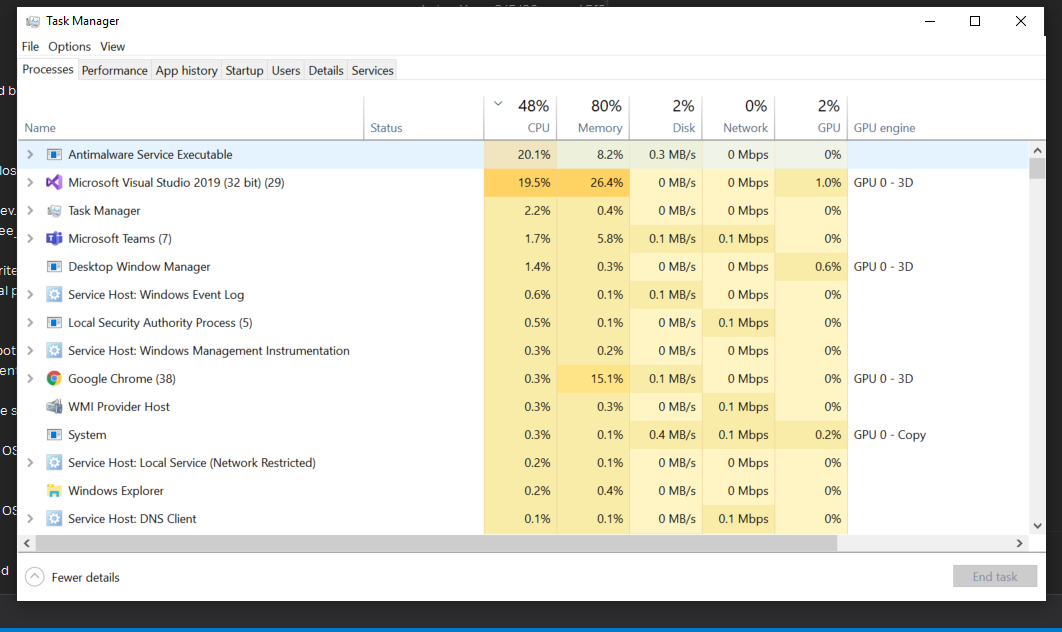 Task Manager
File Options View
Processes Performance App history Startup Users Details Services
48% 80% 2% 0% 2%
Name Status CPU Memory Disk Network GPU GPU engine
Antimalware Service Executable 20.1% 8.2% 0.3 MB/s 0 Mbps 0%
Microsoft Visual Studio 2019 (32 bit) (29) 19.5% 26.4% 0 MB/s 0 Mbps 1.0% GPU 0 - 3D
Task Manager 2.2% 0.4% 0 MB/s 0 Mbps 0%
Microsoft Teams (7) 1.7% 5.8% 0.1 MB/s 0.1 Mbps 0%
Desktop Window Manager 1.4% 0.3% 0 MB/s 0 Mbps 0.6% GPU 0 - 3D
Service Host: Windows Event Log 0.6% 0.1% 0.1 MB/s 0 Mbps 0%
Local Security Authority Process (5) 0.5% 0.1% 0 MB/s 0.1 Mbps 0%
Service Host: Windows Management Instrumentation 0.3% 0.2% 0 MB/s 0 Mbps 0%
Google Chrome (38) 0.3% 15.1% 0.1 MB/s 0 Mbps 0% GPU 0 - 3D
WMI Provider Host 0.3% 0.3% 0 MB/s 0.1 Mbps 0%
System 0.3% 0.1% 0.4 MB/s 0.1 Mbps 0.2% GPU 0 - Copy
Service Host: Local Service (Network Restricted) 0.2% 0.1% 0 MB/s 0 Mbps 0%
Windows Explorer 0.2% 0.4% 0 MB/s 0 Mbps 0%
Service Host: DNS Client 0.1% 0.1% 0 MB/s 0.1 Mbps 0%
Fewer details End task